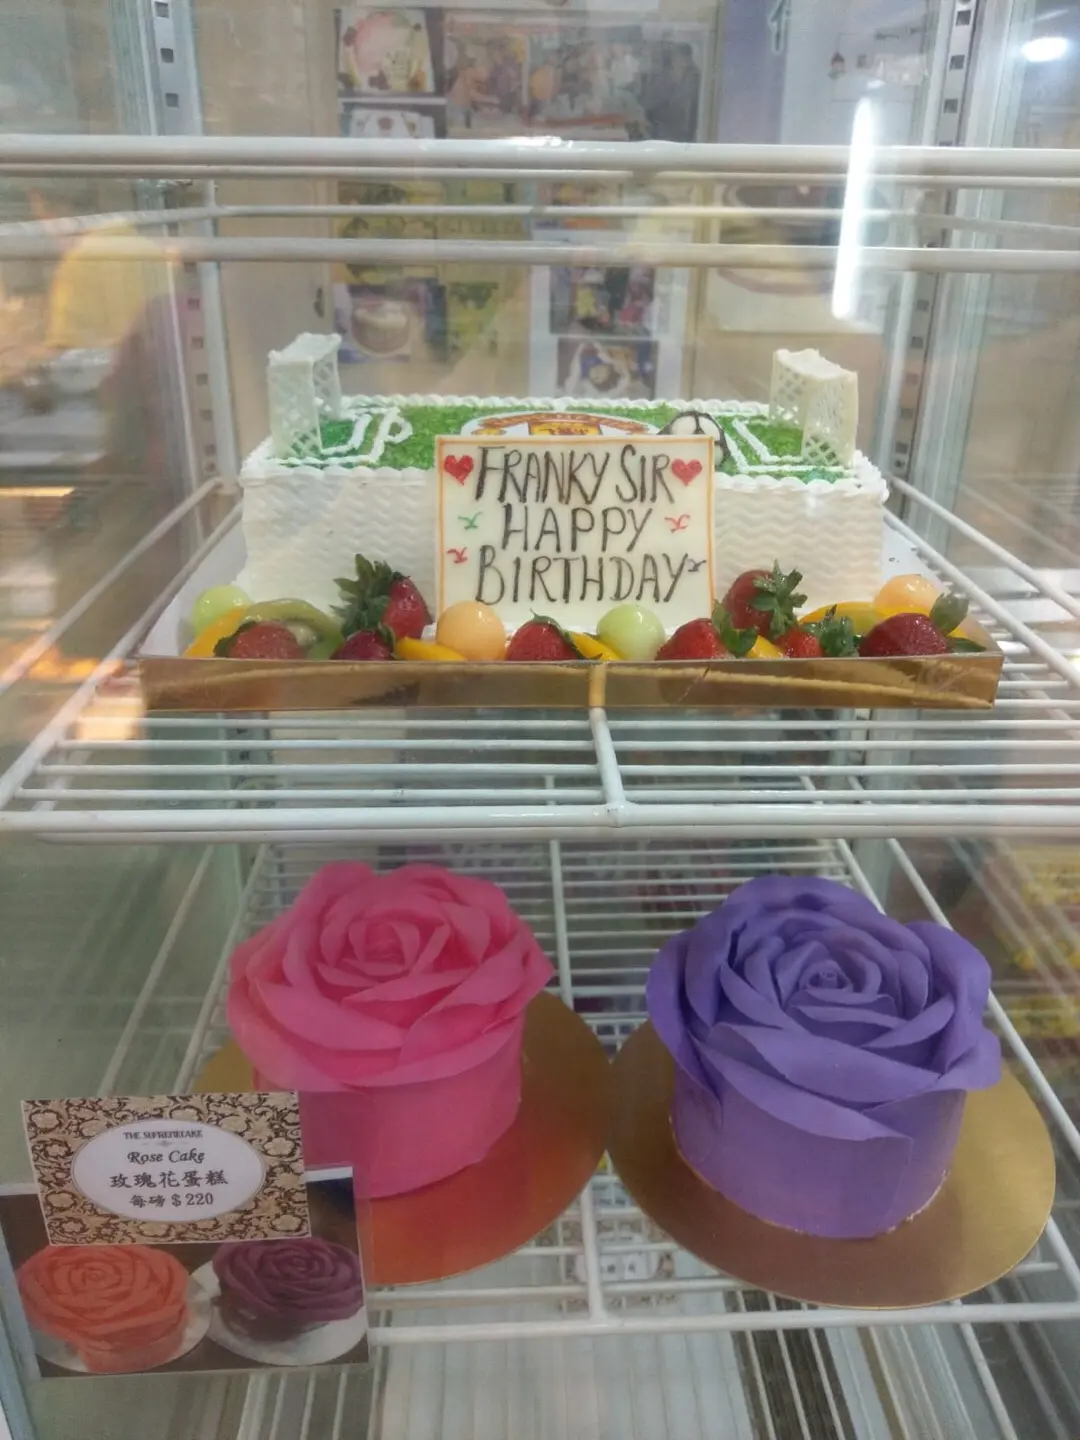 FRANKY SIR
HAPPY
BIRTHDAY
THE SUPREMECAKE
Rose Cake
玫瑰花蛋糕
每磅 $220